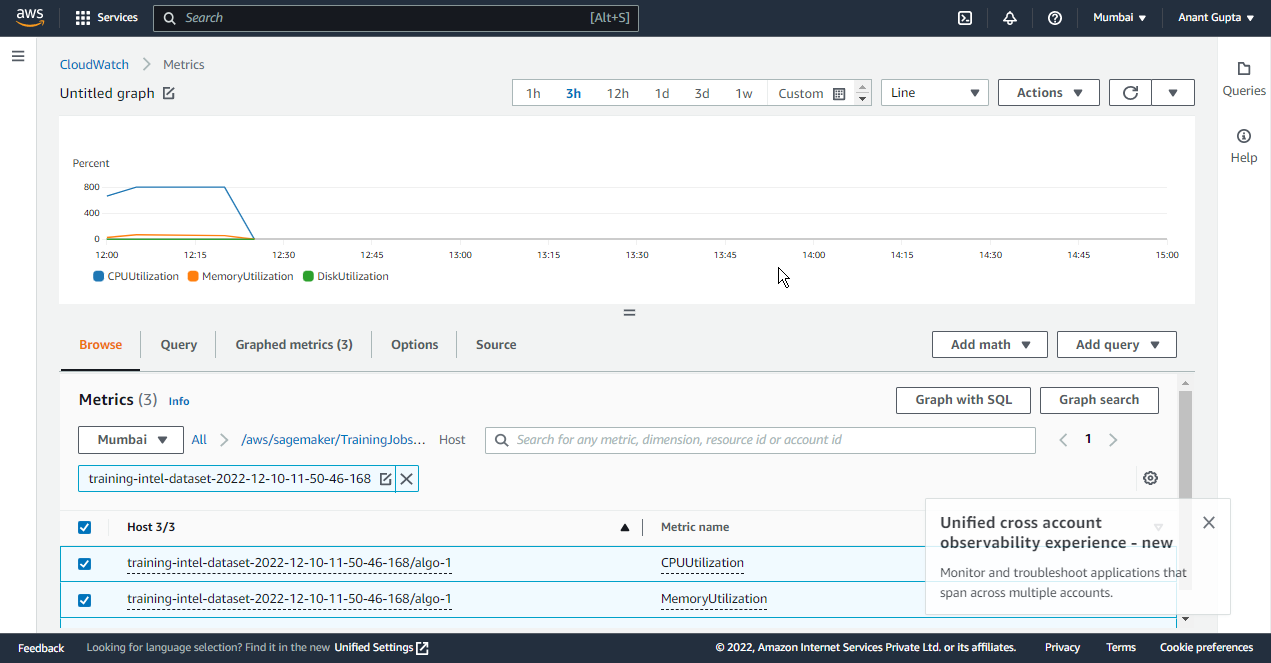 aws
Services
Search
[Alt+S]
Mumbai
Anant Gupta
CloudWatch
Metrics
Untitled graph
1h
3h
12h
1d
3d
1w
Custom
Line
Actions
Queries
Help
Percent
800
400
0
12:00
12:15
12:30
12:45
13:00
13:15
13:30
13:45
14:00
14:15
14:30
14:45
15:00
CPUUtilization
MemoryUtilization
DiskUtilization
Browse
Query
Graphed metrics (3)
Options
Source
Add math
Add query
Metrics (3) Info
Graph with SQL
Graph search
Mumbai
All
/aws/sagemaker/TrainingJobs...
Host
Search for any metric, dimension, resource id or account id
1
training-intel-dataset-2022-12-10-11-50-46-168
Host 3/3
Metric name
training-intel-dataset-2022-12-10-11-50-46-168/algo-1
CPUUtilization
training-intel-dataset-2022-12-10-11-50-46-168/algo-1
MemoryUtilization
Unified cross account
observability experience - new
Monitor and troubleshoot applications that
span across multiple accounts.
Feedback
Looking for language selection? Find it in the new Unified Settings
© 2022, Amazon Internet Services Private Ltd. or its affiliates.
Privacy
Terms
Cookie preferences